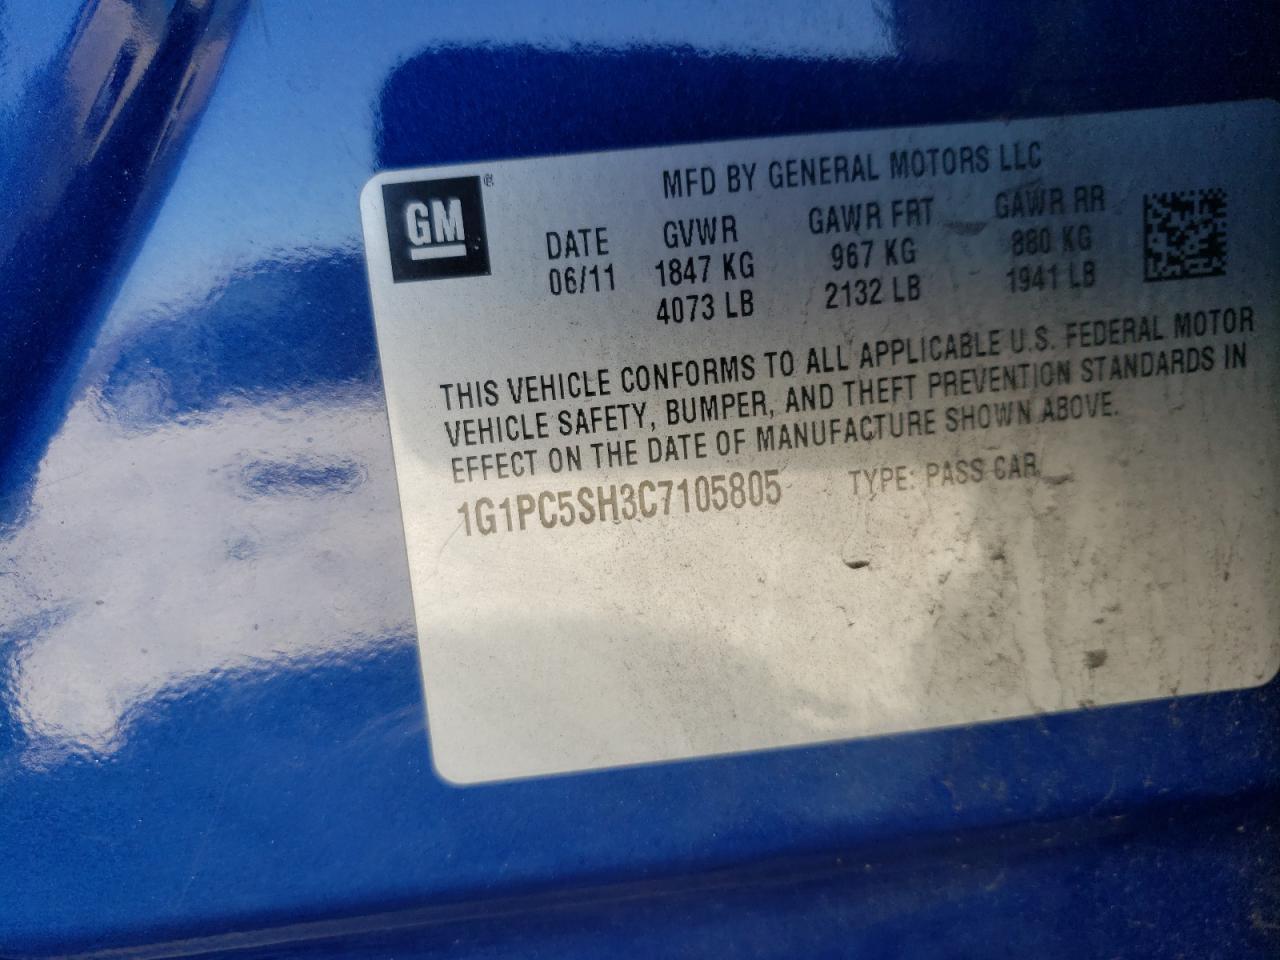 GM®
MFD BY GENERAL MOTORS LLC
DATE GVWR GAWR FRT GAWR RR
06/11 1847 KG 967 KG 880 KG
4073 LB 2132 LB 1941 LB
THIS VEHICLE CONFORMS TO ALL APPLICABLE U.S. FEDERAL MOTOR
VEHICLE SAFETY, BUMPER, AND THEFT PREVENTION STANDARDS IN
EFFECT ON THE DATE OF MANUFACTURE SHOWN ABOVE.
1G1PC5SH3C7105805 TYPE: PASS CAR